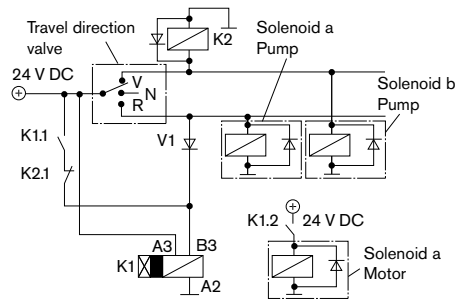 Travel direction
valve
K2
Solenoid a
Pump
24 V DC
Solenoid b
Pump
V
N
R
K1.1
V1
K2.1
K1.2
24 V DC
A3
B3
K1
A2
Solenoid a
Motor